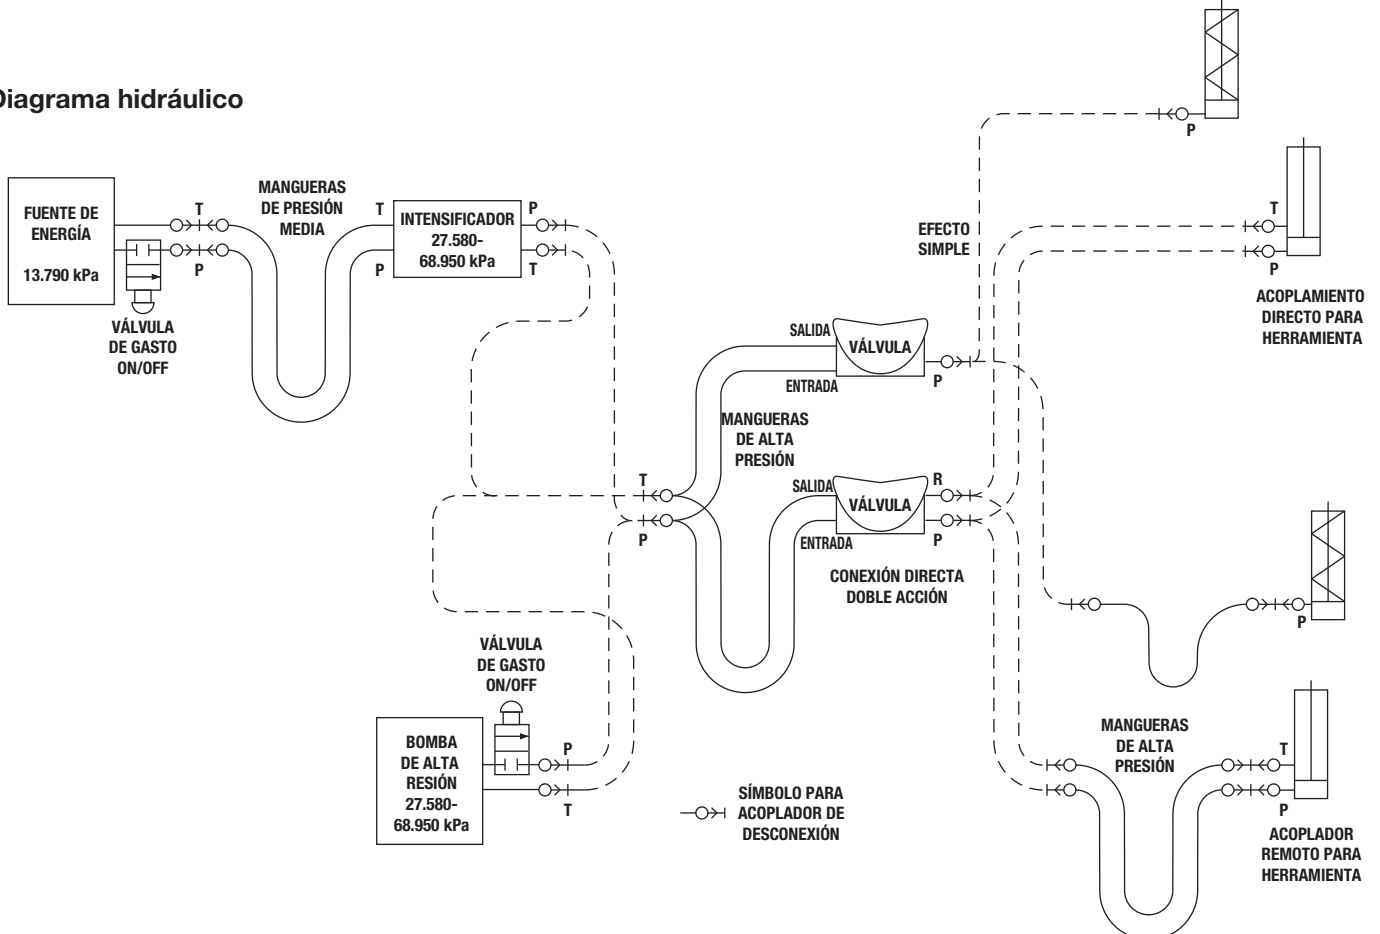 Diagrama hidráulico
FUENTE DE
ENERGÍA
13.790 kPa
VÁLVULA
DE GASTO
ON/OFF
T
P
MANGUERAS
DE PRESIÓN
MEDIA
T
P
INTENSIFICADOR
27.580-
68.950 kPa
P
T
EFECTO
SIMPLE
P
T
P
ACOPLAMIENTO
DIRECTO PARA
HERRAMIENTA
SALIDA
VÁLVULA
ENTRADA
P
MANGUERAS
DE ALTA
PRESIÓN
T
P
SALIDA
VÁLVULA
ENTRADA
R
P
CONEXIÓN DIRECTA
DOBLE ACCIÓN
P
VÁLVULA
DE GASTO
ON/OFF
BOMBA
DE ALTA
RESIÓN
27.580-
68.950 kPa
P
T
SÍMBOLO PARA
ACOPLADOR DE
DESCONEXIÓN
MANGUERAS
DE ALTA
PRESIÓN
T
P
ACOPLADOR
REMOTO PARA
HERRAMIENTA